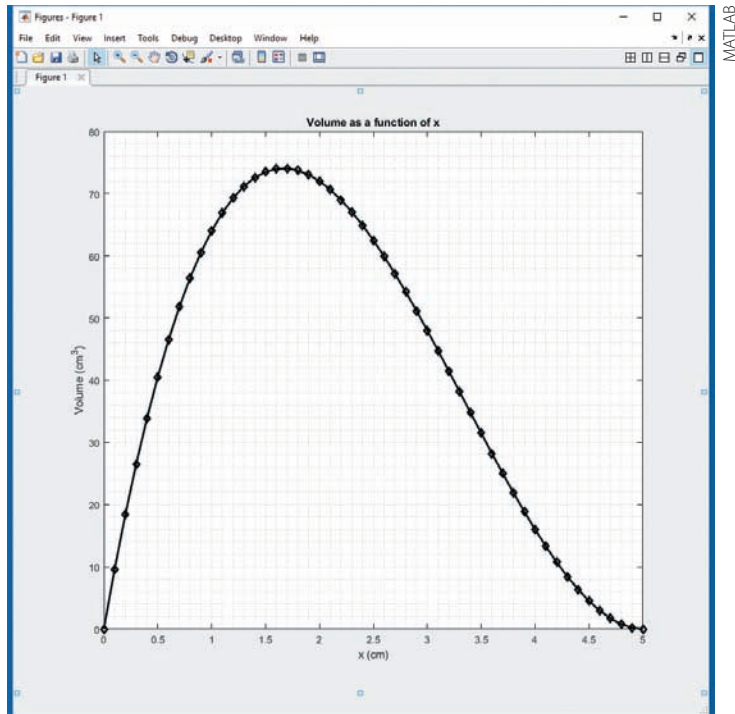 Figures - Figure 1
File Edit View Insert Tools Debug Desktop Window Help
Figure 1
MATLAB
Volume as a function of x
80
70
60
50
40
30
20
10
0
Volume (cm³)
0 0.5 1 1.5 2 2.5 3 3.5 4 4.5 5
x (cm)